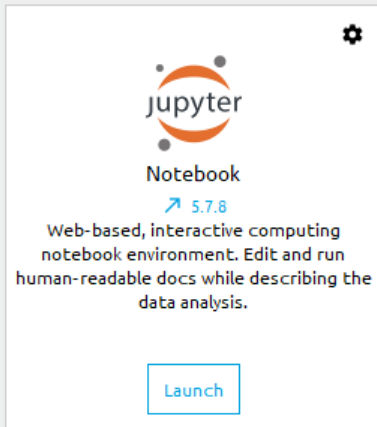 jupyter
Notebook
5.7.8
Web-based, interactive computing
notebook environment. Edit and run
human-readable docs while describing the
data analysis.
Launch